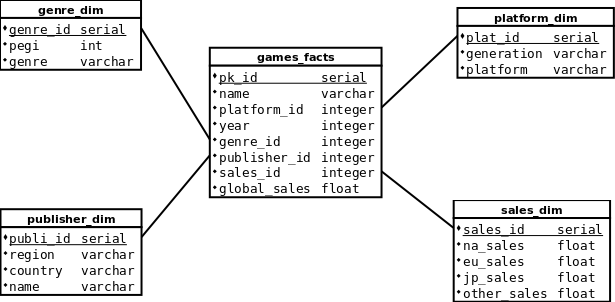 genre_dim
genre_id serial
pegi int
genre varchar
platform_dim
plat_id serial
generation varchar
platform varchar
games_facts
pk_id serial
name varchar
platform_id integer
year integer
genre_id integer
publisher_id integer
sales_id integer
global_sales float
publisher_dim
publi_id serial
region varchar
country varchar
name varchar
sales_dim
sales_id serial
na_sales float
eu_sales float
jp_sales float
other_sales float